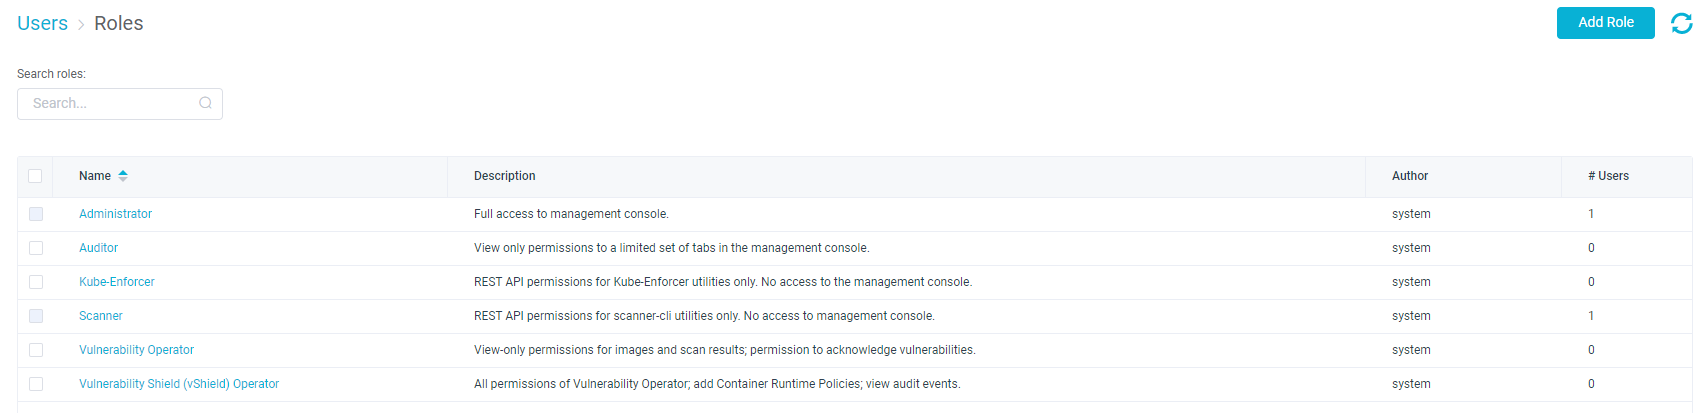 Users > Roles
Add Role
Search roles:
Search...
Name Description Author # Users
Administrator Full access to management console. system 1
Auditor View only permissions to a limited set of tabs in the management console. system 0
Kube-Enforcer REST API permissions for Kube-Enforcer utilities only. No access to the management console. system 0
Scanner REST API permissions for scanner-cli utilities only. No access to management console. system 1
Vulnerability Operator View-only permissions for images and scan results; permission to acknowledge vulnerabilities. system 0
Vulnerability Shield (vShield) Operator All permissions of Vulnerability Operator; add Container Runtime Policies; view audit events. system 0